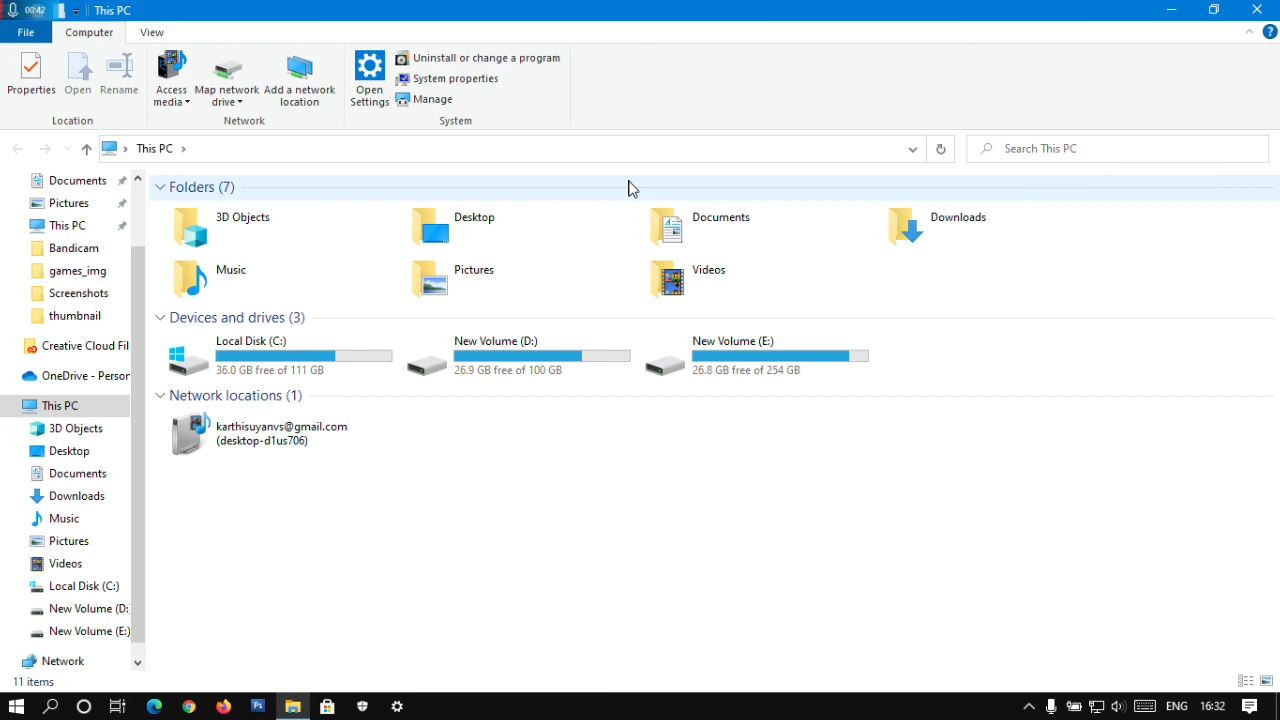 00:42
This PC
File
Computer
View
Properties
Open
Rename
Access media
Map network drive
Add a network location
Open Settings
Uninstall or change a program
System properties
Manage
Location
Network
System
This PC
Search This PC
Documents
Pictures
This PC
Bandicam
games_img
Screenshots
thumbnail
Creative Cloud Fil
OneDrive - Person
This PC
3D Objects
Desktop
Documents
Downloads
Music
Pictures
Videos
Local Disk (C:)
New Volume (D:
New Volume (E:)
Network
Folders (7)
3D Objects
Desktop
Documents
Downloads
Music
Pictures
Videos
Devices and drives (3)
Local Disk (C:)
36.0 GB free of 111 GB
New Volume (D:)
26.9 GB free of 100 GB
New Volume (E:)
26.8 GB free of 254 GB
Network locations (1)
karthisuyanvs@gmail.com
(desktop-d1us706)
11 items
Ps
ENG
16:32